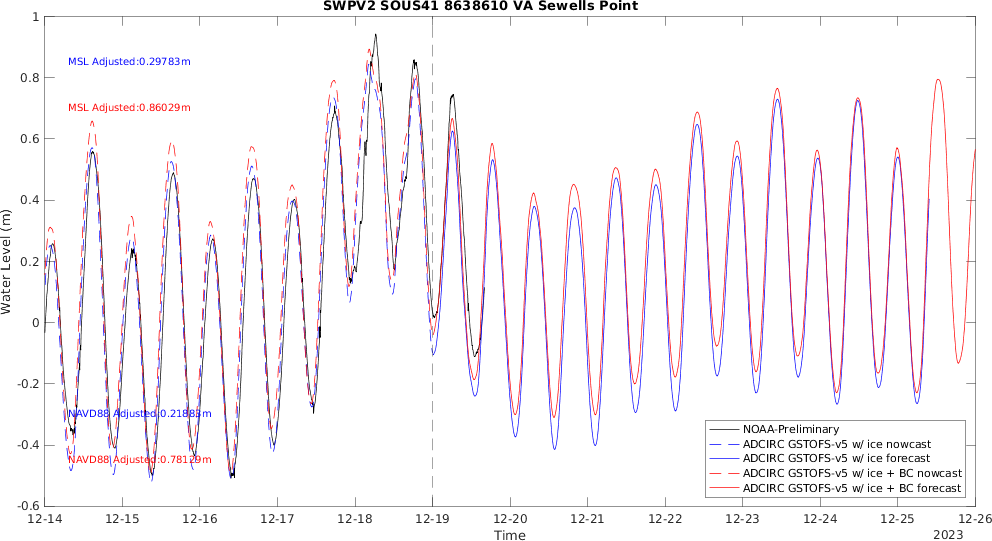 SWPV2 SOUS41 8638610 VA Sewells Point
MSL Adjusted:0.29783m
MSL Adjusted:0.86029m
NAVD88 Adjusted:0.21883m
NAVD88 Adjusted:0.78129m
Water Level (m)
1
0.8
0.6
0.4
0.2
0
-0.2
-0.4
-0.6
12-14 12-15 12-16 12-17 12-18 12-19 12-20 12-21 12-22 12-23 12-24 12-25 12-26
Time
2023
NOAA-Preliminary
ADCIRC GSTOFS-v5 w/ ice nowcast
ADCIRC GSTOFS-v5 w/ ice forecast
ADCIRC GSTOFS-v5 w/ ice + BC nowcast
ADCIRC GSTOFS-v5 w/ ice + BC forecast